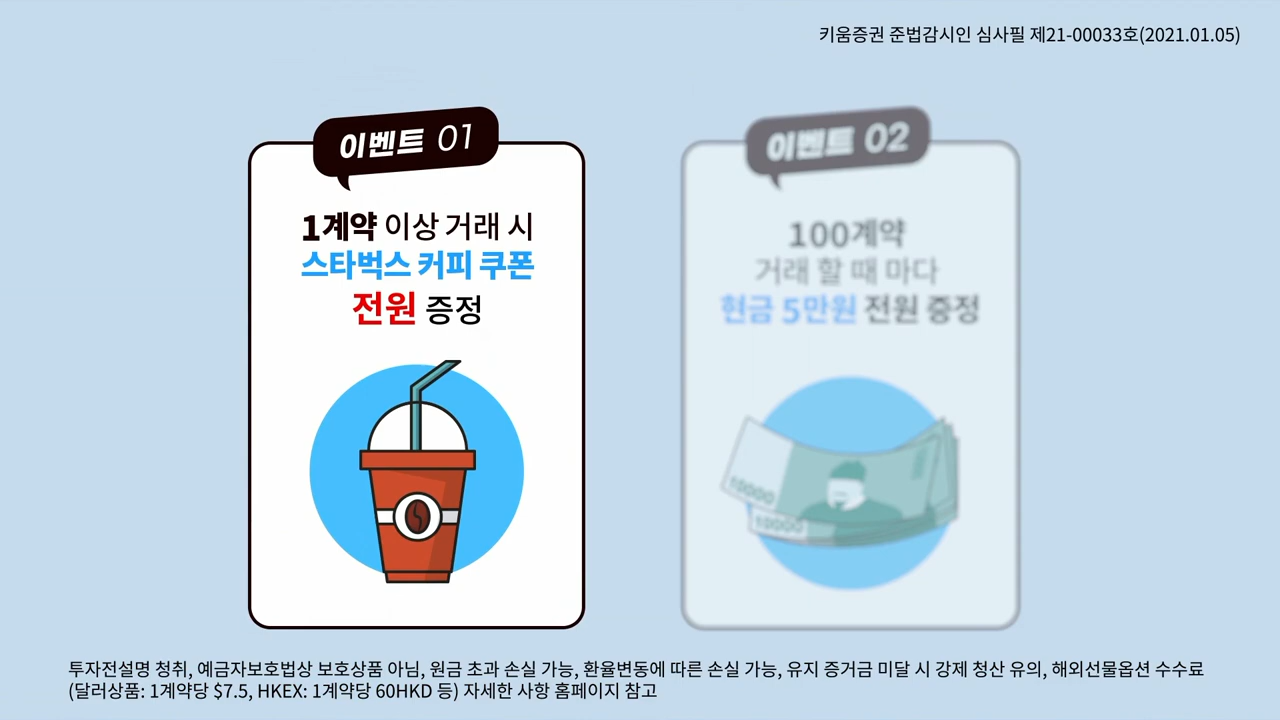 키움증권 준법감시인 심사필 제21-00033호(2021.01.05)
이벤트 01
1계약 이상 거래 시
스타벅스 커피 쿠폰
전원 증정
이벤트 02
100계약
거래 할 때 마다
현금 5만원 전원 증정
10000
10000
투자전설명 청취, 예금자보호법상 보호상품 아님, 원금 초과 손실 가능, 환율변동에 따른 손실 가능, 유지 증거금 미달 시 강제 청산 유의, 해외선물옵션 수수료
(달러상품: 1계약당 $7.5, HKEX: 1계약당 60HKD 등) 자세한 사항 홈페이지 참고